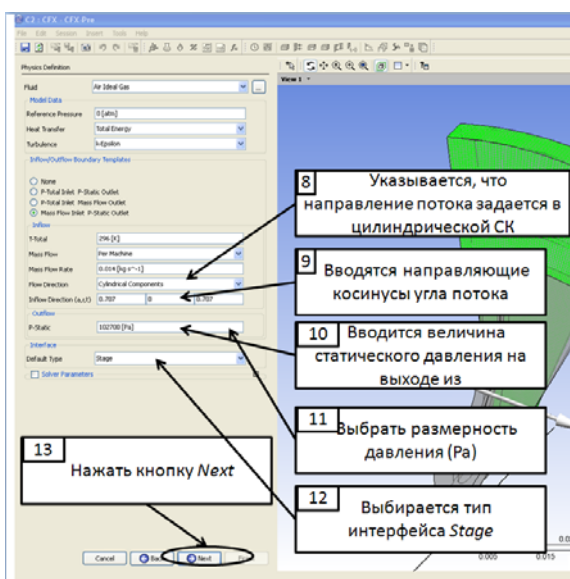 C2 : CFX - CFX-Pre
File Edit Session Insert Tools Help
Physics Definition
View 1
Fluid Air Ideal Gas
Model Data
Reference Pressure 0 [atm]
Heat Transfer Total Energy
Turbulence k-Epsilon
Inflow/Outflow Boundary Templates
None
P-Total Inlet P-Static Outlet
P-Total Inlet Mass Flow Outlet
Mass Flow Inlet P-Static Outlet
Inflow
T-Total 296 [K]
Mass Flow Per Machine
Mass Flow Rate 0.014 [kg s^-1]
Flow Direction Cylindrical Components
Inflow Direction (a,r,t) 0.707 0 0.707
Outflow
P-Static 102700 [Pa]
Interface
Default Type Stage
Solver Parameters
8 Указывается, что
направление потока задается в
цилиндрической СК
9 Вводятся направляющие
косинусы угла потока
10 Вводится величина
статического давления на
выходе из
11 Выбрать размерность
давления (Pa)
12 Выбирается тип
интерфейса Stage
13
Нажать кнопку Next
Cancel Back Next
0.005 0.015